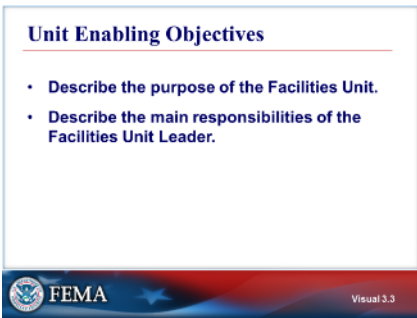 Unit Enabling Objectives
• Describe the purpose of the Facilities Unit.
• Describe the main responsibilities of the
Facilities Unit Leader.
FEMA
Visual 3.3